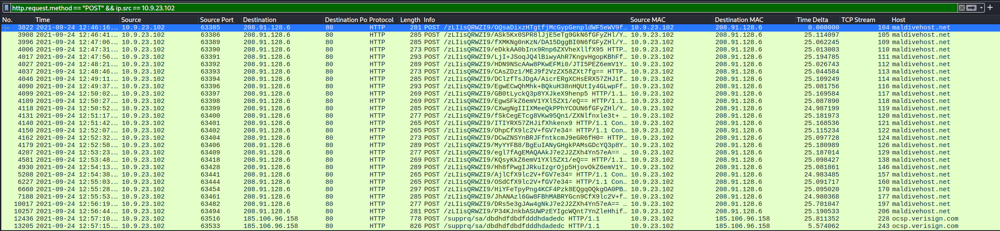 http.request.method == "POST" && ip.src == 10.9.23.102
No. Time Source Source Port Destination Destination Po Protocol Length Info Source MAC Destination MAC Time Delta TCP Stream Host
3822 2021-09-24 12:46:16.… 10.9.23.102 63385 208.91.128.6 80 HTTP 281 POST /zLIisQRWZI9/OQsaDixzHTgtfjMcGypGenpldWF5eWV9f… 10.9.23.102 208.91.128.6 0.000000 104 maldivehost.net
3908 2021-09-24 12:46:41.… 10.9.23.102 63386 208.91.128.6 80 HTTP 285 POST /zLIisQRWZI9/ASk5Kx0SPR8lJjE5eTg9GkN6fGFyZHl/Y… 10.9.23.102 208.91.128.6 25.114097 105 maldivehost.net
3996 2021-09-24 12:47:06.… 10.9.23.102 63389 208.91.128.6 80 HTTP 285 POST /zLIisQRWZI9/fXMKNg0nKzN/DA15DggBI0N6fGFyZHl/Y… 10.9.23.102 208.91.128.6 25.062245 109 maldivehost.net
4006 2021-09-24 12:47:31.… 10.9.23.102 63390 208.91.128.6 80 HTTP 273 POST /zLIisQRWZI9/eDkkAA0bInx9Rnp6ZXVheXllfX95 HTTP… 10.9.23.102 208.91.128.6 25.013003 110 maldivehost.net
4017 2021-09-24 12:47:56.… 10.9.23.102 63391 208.91.128.6 80 HTTP 293 POST /zLIisQRWZI9/LjI+JSoqJQ4lBiwyAhR7KngvHgopKBhFf… 10.9.23.102 208.91.128.6 25.194785 111 maldivehost.net
4027 2021-09-24 12:48:21.… 10.9.23.102 63392 208.91.128.6 80 HTTP 289 POST /zLIisQRWZI9/HDN9NScAAw8PKwEFMi0/JTI5PEZ6emV1Y… 10.9.23.102 208.91.128.6 25.026743 112 maldivehost.net
4037 2021-09-24 12:48:46.… 10.9.23.102 63393 208.91.128.6 80 HTTP 273 POST /zLIisQRWZI9/CAsZDz1/MEJ9f2VzZX58ZXt7fg== HTTP… 10.9.23.102 208.91.128.6 25.044584 113 maldivehost.net
4046 2021-09-24 12:49:11.… 10.9.23.102 63394 208.91.128.6 80 HTTP 285 POST /zLIisQRWZI9/DClzfTsJDgA/AicrERgXCHsERX57ZHJif… 10.9.23.102 208.91.128.6 25.109249 114 maldivehost.net
4090 2021-09-24 12:49:37.… 10.9.23.102 63396 208.91.128.6 80 HTTP 293 POST /zLIisQRWZI9/EgwECwQhMhk+BQkuH38nHQUtIy4GLwpFf… 10.9.23.102 208.91.128.6 25.081756 116 maldivehost.net
4099 2021-09-24 12:50:02.… 10.9.23.102 63397 208.91.128.6 80 HTTP 269 POST /zLIisQRWZI9/GB0tLyckQ3p8YXJkeX9henp5 HTTP/1.1… 10.9.23.102 208.91.128.6 25.169584 117 maldivehost.net
4109 2021-09-24 12:50:27.… 10.9.23.102 63398 208.91.128.6 80 HTTP 269 POST /zLIisQRWZI9/EgwSFkZ6emV1YXl5ZX1/eQ== HTTP/1.1… 10.9.23.102 208.91.128.6 25.087890 118 maldivehost.net
4118 2021-09-24 12:50:52.… 10.9.23.102 63399 208.91.128.6 80 HTTP 285 POST /zLIisQRWZI9/CXwgNgIIIXMeeQkPPhYCOUN6fGFyZHl/Y… 10.9.23.102 208.91.128.6 24.987199 119 maldivehost.net
4131 2021-09-24 12:51:17.… 10.9.23.102 63400 208.91.128.6 80 HTTP 277 POST /zLIisQRWZI9/fSkCegETcg8VKw95Qn1/ZXNlfnxle3t+ … 10.9.23.102 208.91.128.6 25.181973 120 maldivehost.net
4140 2021-09-24 12:51:42.… 10.9.23.102 63401 208.91.128.6 80 HTTP 265 POST /zLIisQRWZI9/ITIYRX57ZHJifXhkenx9 HTTP/1.1 Con… 10.9.23.102 208.91.128.6 25.168536 121 maldivehost.net
4150 2021-09-24 12:52:07.… 10.9.23.102 63402 208.91.128.6 80 HTTP 265 POST /zLIisQRWZI9/OhpCfX9lc2V+fGV7e34= HTTP/1.1 Con… 10.9.23.102 208.91.128.6 25.115234 122 maldivehost.net
4162 2021-09-24 12:52:32.… 10.9.23.102 63404 208.91.128.6 80 HTTP 273 POST /zLIisQRWZI9/DCwZNSYnBRJFfntkcmJ9eGR6fH0= HTTP… 10.9.23.102 208.91.128.6 25.097728 124 maldivehost.net
4179 2021-09-24 12:52:58.… 10.9.23.102 63406 208.91.128.6 80 HTTP 289 POST /zLIisQRWZI9/MyYYFB8/BgEuIANyGHgkPAMsGDcYQ3p8Y… 10.9.23.102 208.91.128.6 25.180989 126 maldivehost.net
4207 2021-09-24 12:53:23.… 10.9.23.102 63409 208.91.128.6 80 HTTP 277 POST /zLIisQRWZI9/egl7fAgEMAQAAkJ7e2J2ZXh4Yn57eA== … 10.9.23.102 208.91.128.6 25.187014 129 maldivehost.net
4581 2021-09-24 12:53:48.… 10.9.23.102 63418 208.91.128.6 80 HTTP 269 POST /zLIisQRWZI9/KQsyKkZ6emV1YXl5ZX1/eQ== HTTP/1.1… 10.9.23.102 208.91.128.6 25.098427 138 maldivehost.net
4930 2021-09-24 12:54:13.… 10.9.23.102 63428 208.91.128.6 80 HTTP 289 POST /zLIisQRWZI9/Hh8fPwgIJRkuIzgrOjp5HjovOkZ6emV1Y… 10.9.23.102 208.91.128.6 25.081861 146 maldivehost.net
5208 2021-09-24 12:54:38.… 10.9.23.102 63441 208.91.128.6 80 HTTP 265 POST /zLIisQRWZI9/AjlCfX9lc2V+fGV7e34= HTTP/1.1 Con… 10.9.23.102 208.91.128.6 24.983485 157 maldivehost.net
6227 2021-09-24 12:55:03.… 10.9.23.102 63444 208.91.128.6 80 HTTP 265 POST /zLIisQRWZI9/OSdCfX9lc2V+fGV7e34= HTTP/1.1 Con… 10.9.23.102 208.91.128.6 25.091717 160 maldivehost.net
6660 2021-09-24 12:55:28.… 10.9.23.102 63454 208.91.128.6 80 HTTP 297 POST /zLIisQRWZI9/HiYFeTpyPng4KCF4Pzk8EQgqOQkgOA0PB… 10.9.23.102 208.91.128.6 25.095020 170 maldivehost.net
7188 2021-09-24 12:55:53.… 10.9.23.102 63461 208.91.128.6 80 HTTP 285 POST /zLIisQRWZI9/JhANAzl6Gw8FBhMABRYGcn9CfX9lc2V+f… 10.9.23.102 208.91.128.6 24.980368 177 maldivehost.net
10017 2021-09-24 12:56:19.… 10.9.23.102 63482 208.91.128.6 80 HTTP 277 POST /zLIisQRWZI9/DRs5e3gJAw4gNkJ7e2J2ZXh4Yn57eA== … 10.9.23.102 208.91.128.6 25.701047 197 maldivehost.net
10257 2021-09-24 12:56:44.… 10.9.23.102 63494 208.91.128.6 80 HTTP 281 POST /zLIisQRWZI9/P34KJnkbASUWPzEYIgcWQnt7YnZleHhif… 10.9.23.102 208.91.128.6 25.190533 206 maldivehost.net
12436 2021-09-24 12:57:10.… 10.9.23.102 63516 185.106.96.158 80 HTTP 778 POST /supprq/sa/dbdhdfdbdfdddhdadedc HTTP/1.1 10.9.23.102 185.106.96.158 25.811352 228 ocsp.verisign.com
13205 2021-09-24 12:57:15.… 10.9.23.102 63533 185.106.96.158 80 HTTP 826 POST /supprq/sa/dbdhdfdbdfdddhdadedc HTTP/1.1 10.9.23.102 185.106.96.158 5.574062 243 ocsp.verisign.com